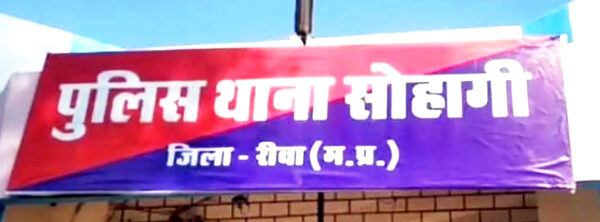 पुलिस थाना सोहागी
जिला - रीवा (म.प्र.)